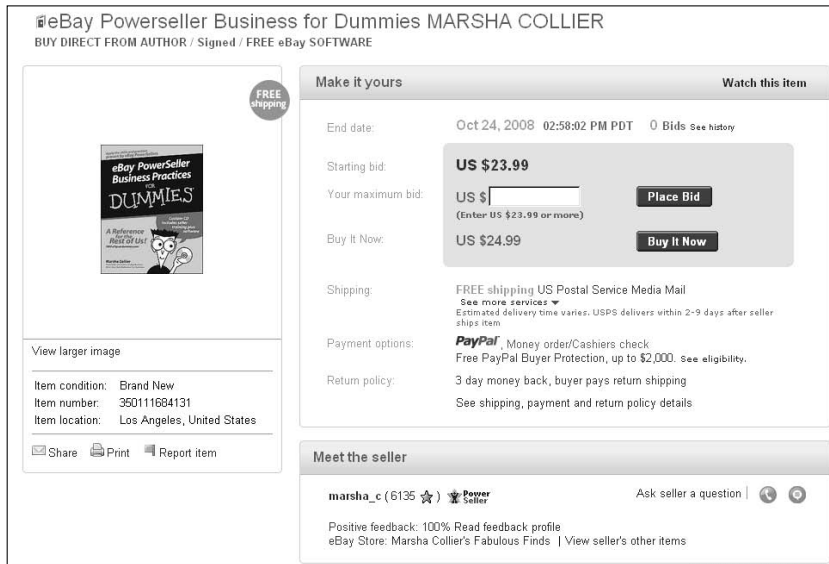 eBay Powerseller Business for Dummies MARSHA COLLIER
BUY DIRECT FROM AUTHOR / Signed / FREE eBay SOFTWARE
FREE shipping
eBay PowerSeller
Business Practices
FOR
DUMMIES
A Reference
for the
Rest of Us!
Marsha Collier
View larger image
Item condition: Brand New
Item number: 350111684131
Item location: Los Angeles, United States
Share Print Report item
Make it yours Watch this item
End date: Oct 24, 2008 02:58:02 PM PDT 0 Bids See history
Starting bid: US $23.99
Your maximum bid: US $ Place Bid
(Enter US $23.99 or more)
Buy It Now: US $24.99 Buy It Now
Shipping: FREE shipping US Postal Service Media Mail
See more services
Estimated delivery time varies. USPS delivers within 2-9 days after seller
ships item
Payment options: PayPal, Money order/Cashiers check
Free PayPal Buyer Protection, up to $2,000. See eligibility.
Return policy: 3 day money back, buyer pays return shipping
See shipping, payment and return policy details
Meet the seller
marsha_c ( 6135 ) Power Seller Ask seller a question |
Positive feedback: 100% Read feedback profile
eBay Store: Marsha Collier's Fabulous Finds | View seller's other items